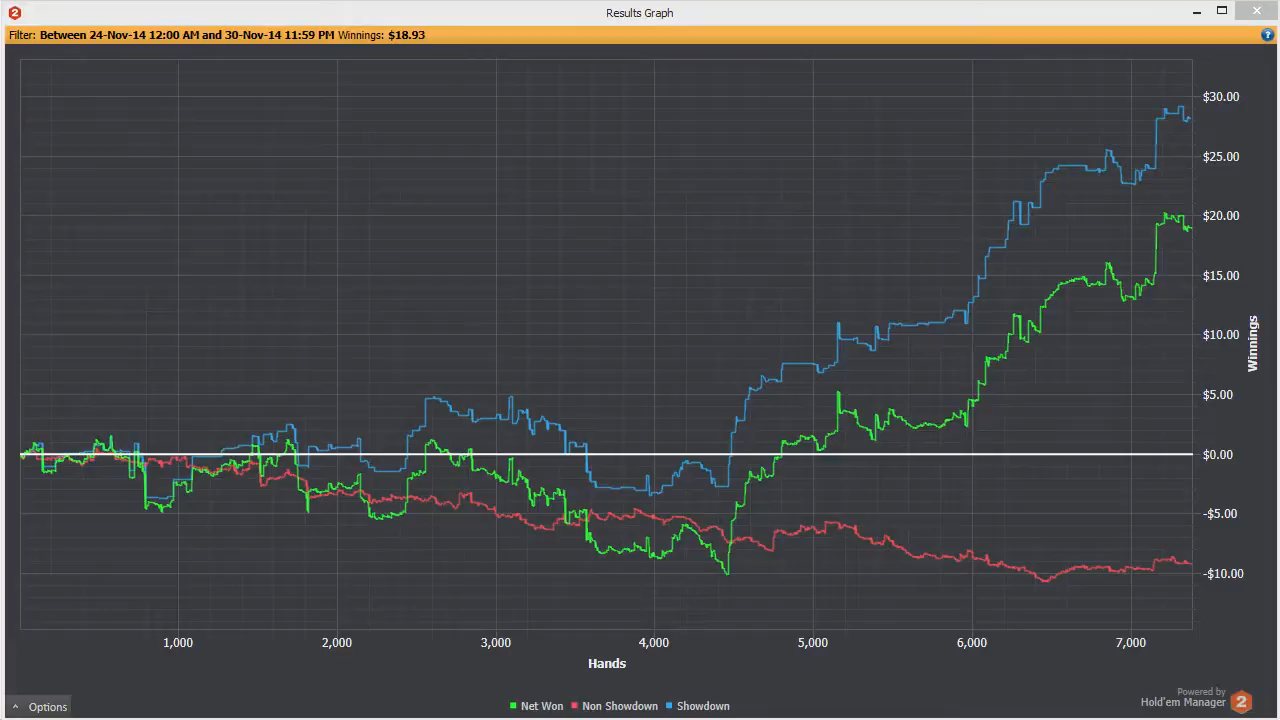 2 Results Graph
Filter: Between 24-Nov-14 12:00 AM and 30-Nov-14 11:59 PM Winnings: $18.93 ?
$30.00
$25.00
$20.00
$15.00
$10.00
$5.00
$0.00
-$5.00
-$10.00
Winnings
1,000 2,000 3,000 4,000 5,000 6,000 7,000
Hands
Options
Net Won Non Showdown Showdown
Powered by
Hold'em Manager 2